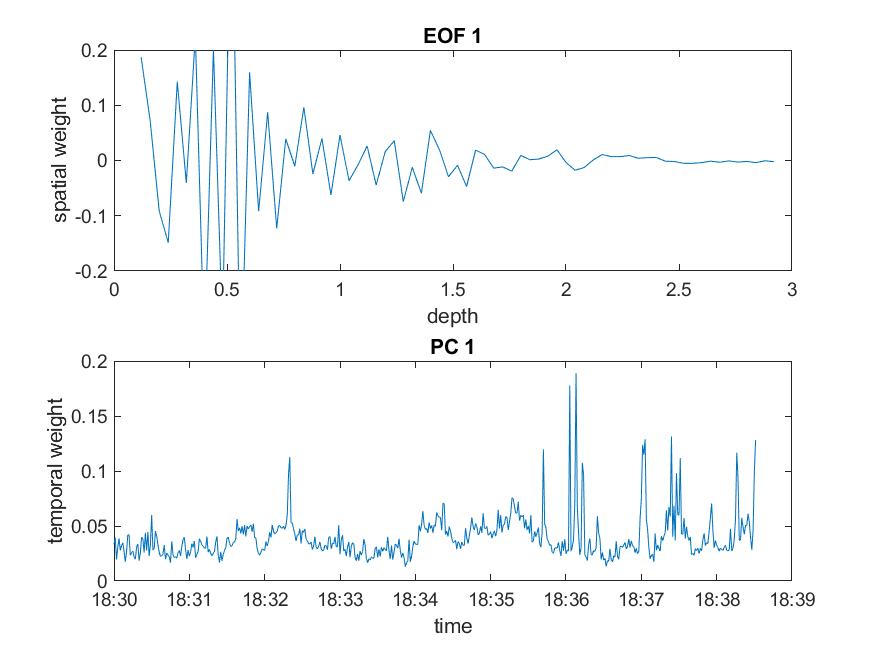 EOF 1
0.2
0.1
0
-0.1
-0.2
spatial weight
0 0.5 1 1.5 2 2.5 3
depth
PC 1
0.2
0.15
0.1
0.05
0
temporal weight
18:30 18:31 18:32 18:33 18:34 18:35 18:36 18:37 18:38 18:39
time